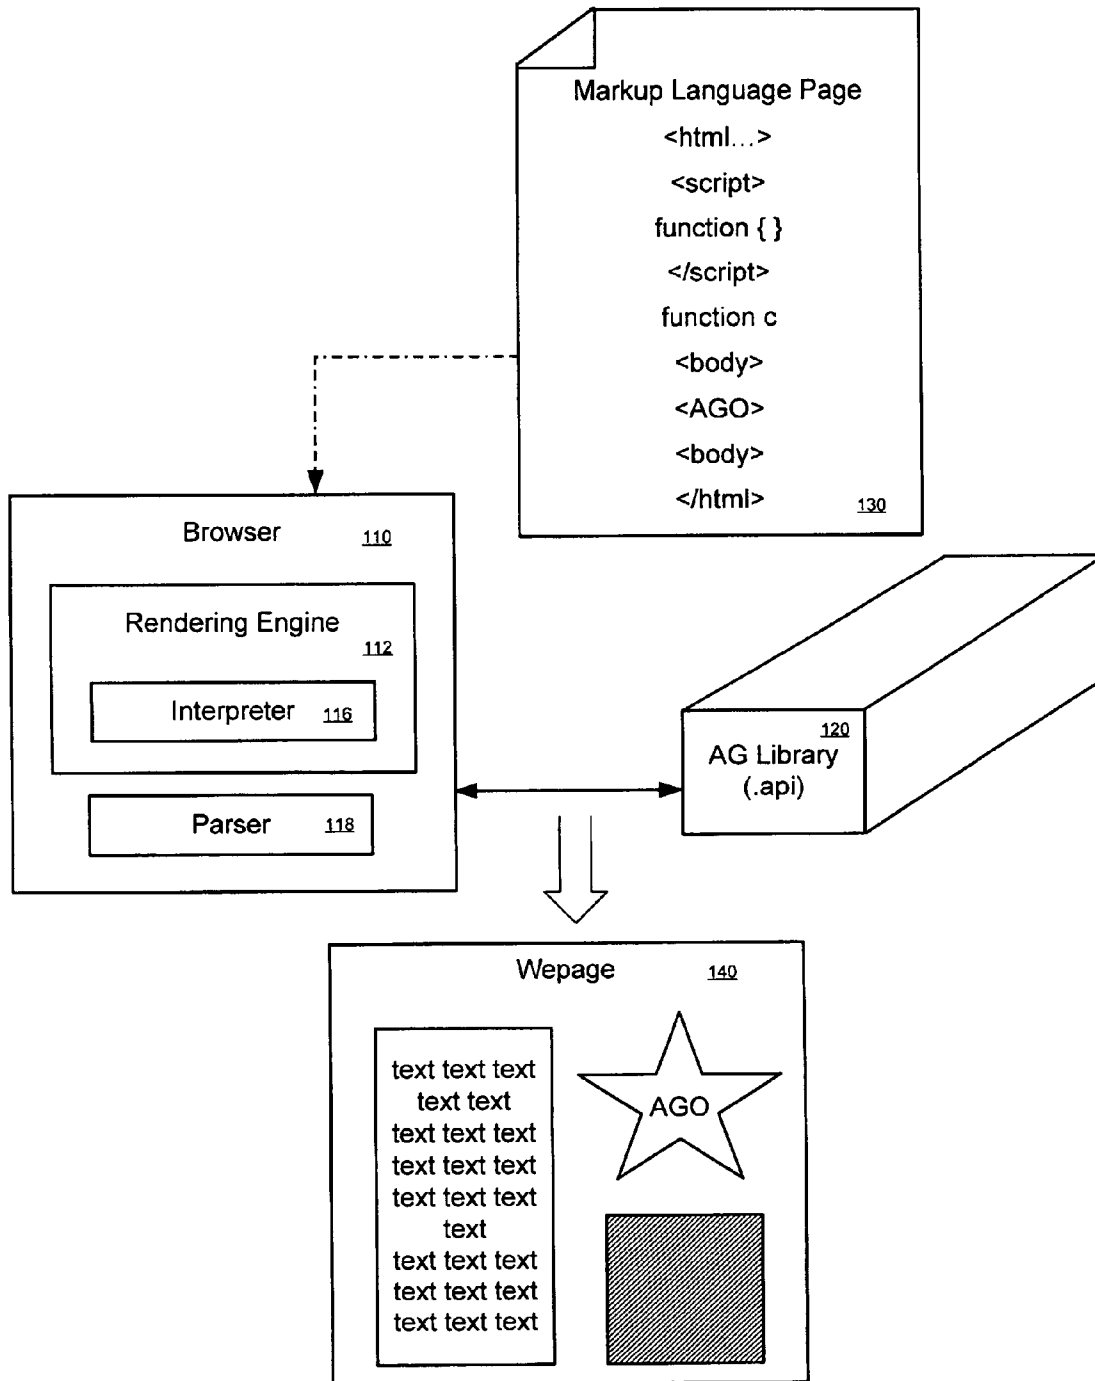 Markup Language Page
<html...>
<script>
function { }
</script>
function c
<body>
<AGO>
<body>
</html>
130
Browser 110
Rendering Engine
112
Interpreter 116
Parser 118
120
AG Library
(.api)
Wepage 140
text text text
text text
text text text
text text text
text text text
text
text text text
text text text
text text text
AGO